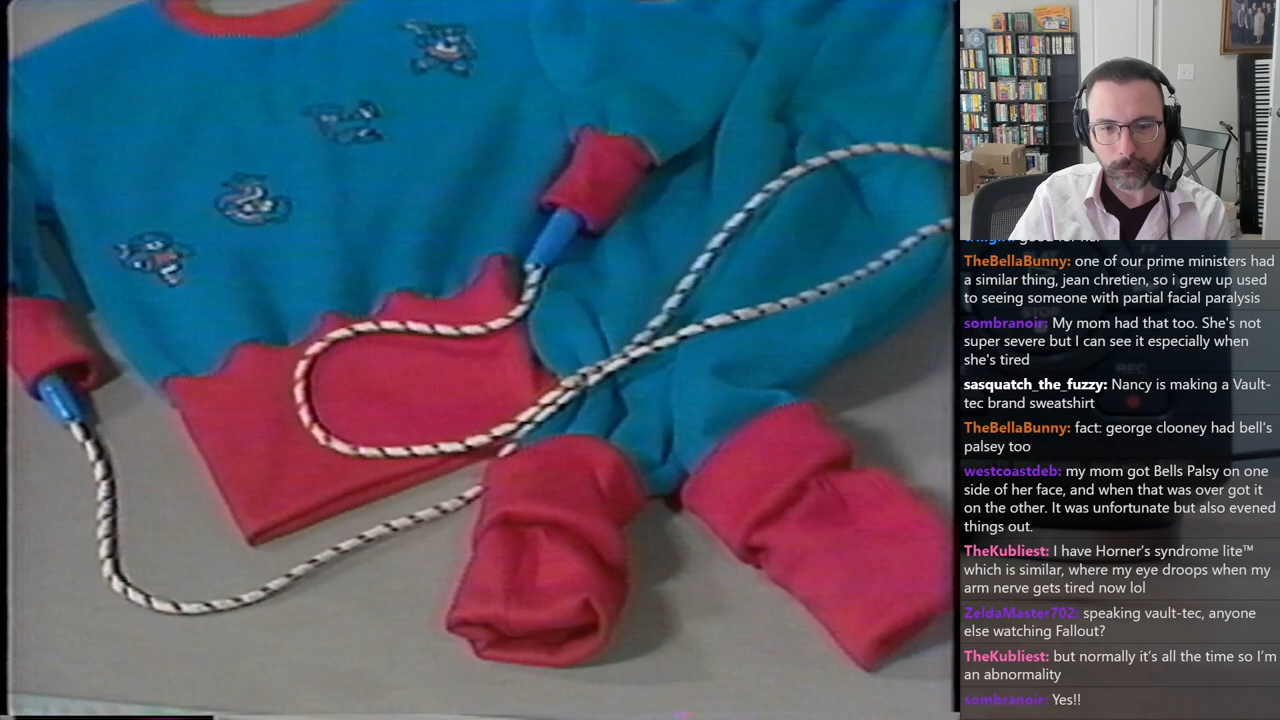 TheBellaBunny: one of our prime ministers had
a similar thing, jean chretien, so i grew up used
to seeing someone with partial facial paralysis
sombranoir: My mom had that too. She's not
super severe but I can see it especially when
she's tired
sasquatch_the_fuzzy: Nancy is making a Vault-
tec brand sweatshirt
TheBellaBunny: fact: george clooney had bell's
palsey too
westcoastdeb: my mom got Bells Palsy on one
side of her face, and when that was over got it
on the other. It was unfortunate but also evened
things out.
TheKubliest: I have Horner's syndrome lite™
which is similar, where my eye droops when my
arm nerve gets tired now lol
ZeldaMaster702: speaking vault-tec, anyone
else watching Fallout?
TheKubliest: but normally it's all the time so I'm
an abnormality
sombranoir: Yes!!
REC